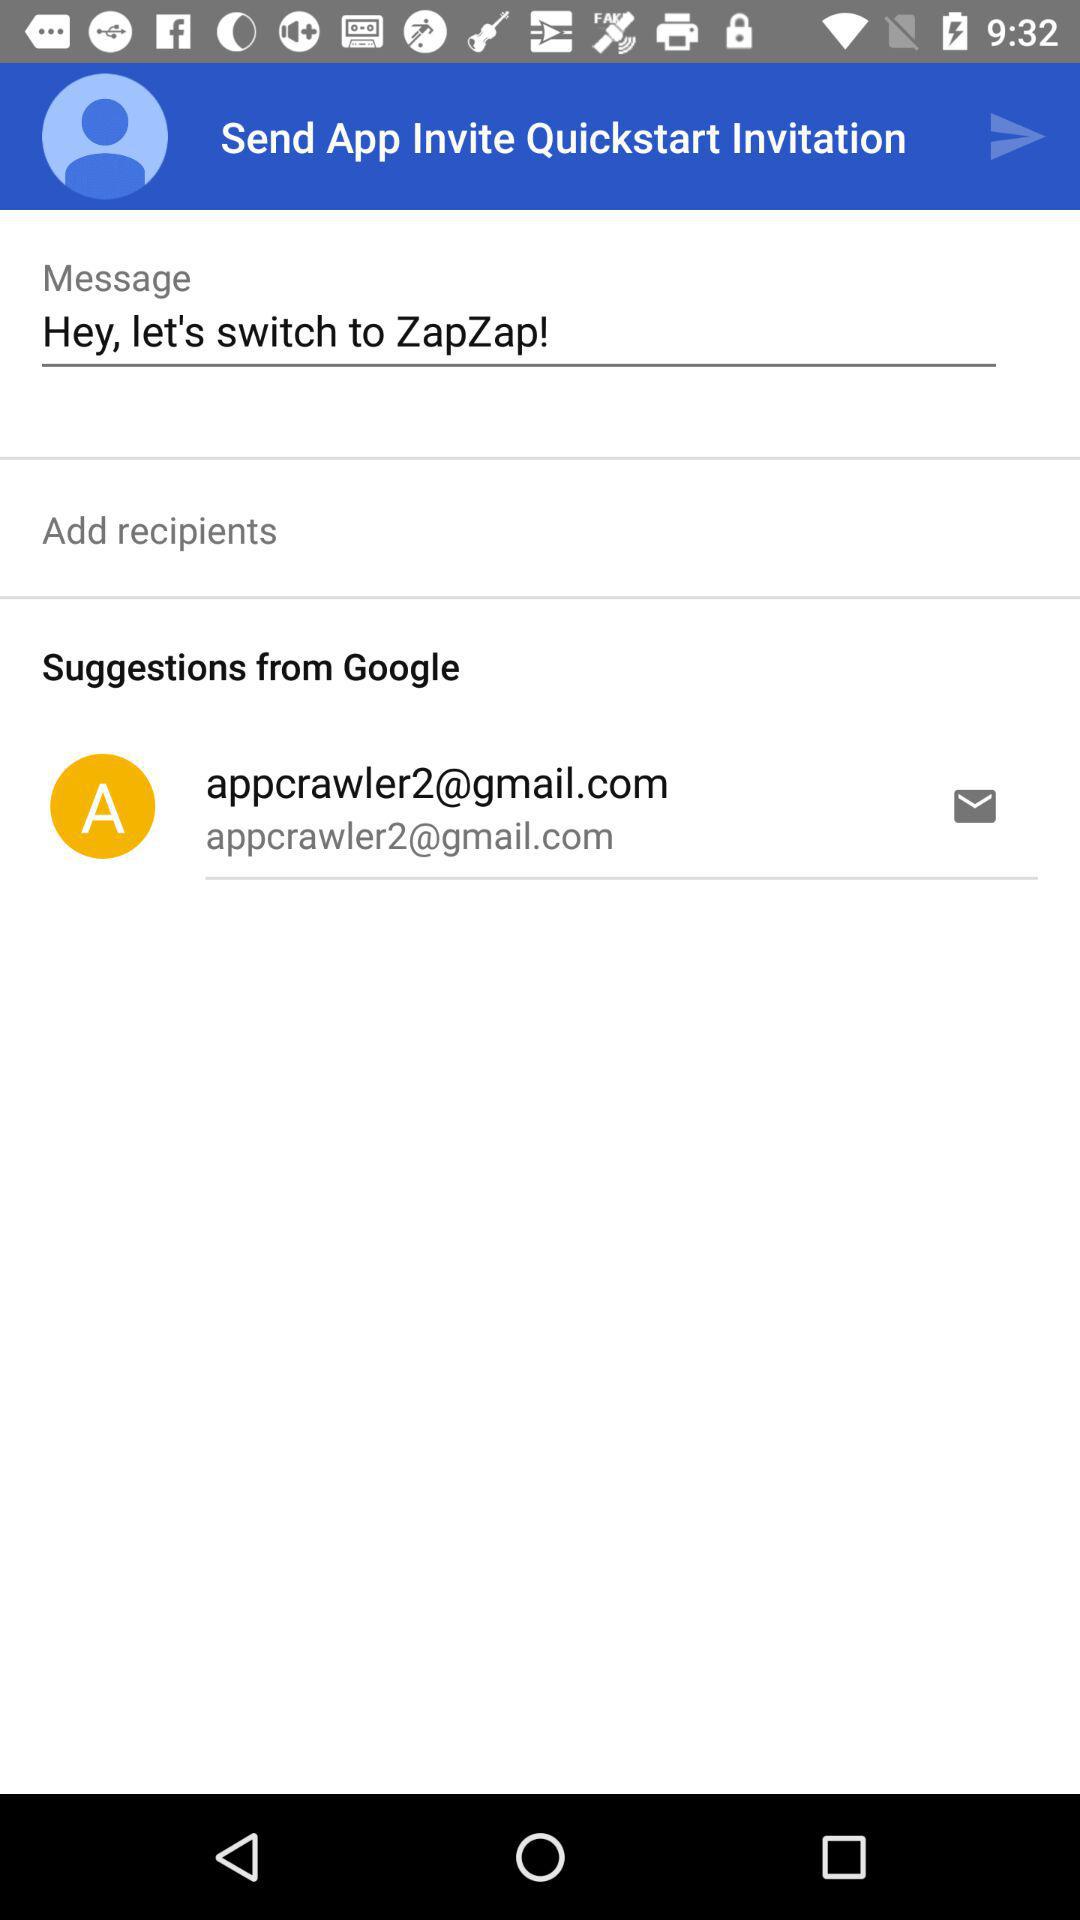 FAKE
9:32
Send App Invite Quickstart Invitation
Message
Hey, let's switch to ZapZap!
Add recipients
Suggestions from Google
A
appcrawler2@gmail.com
appcrawler2@gmail.com